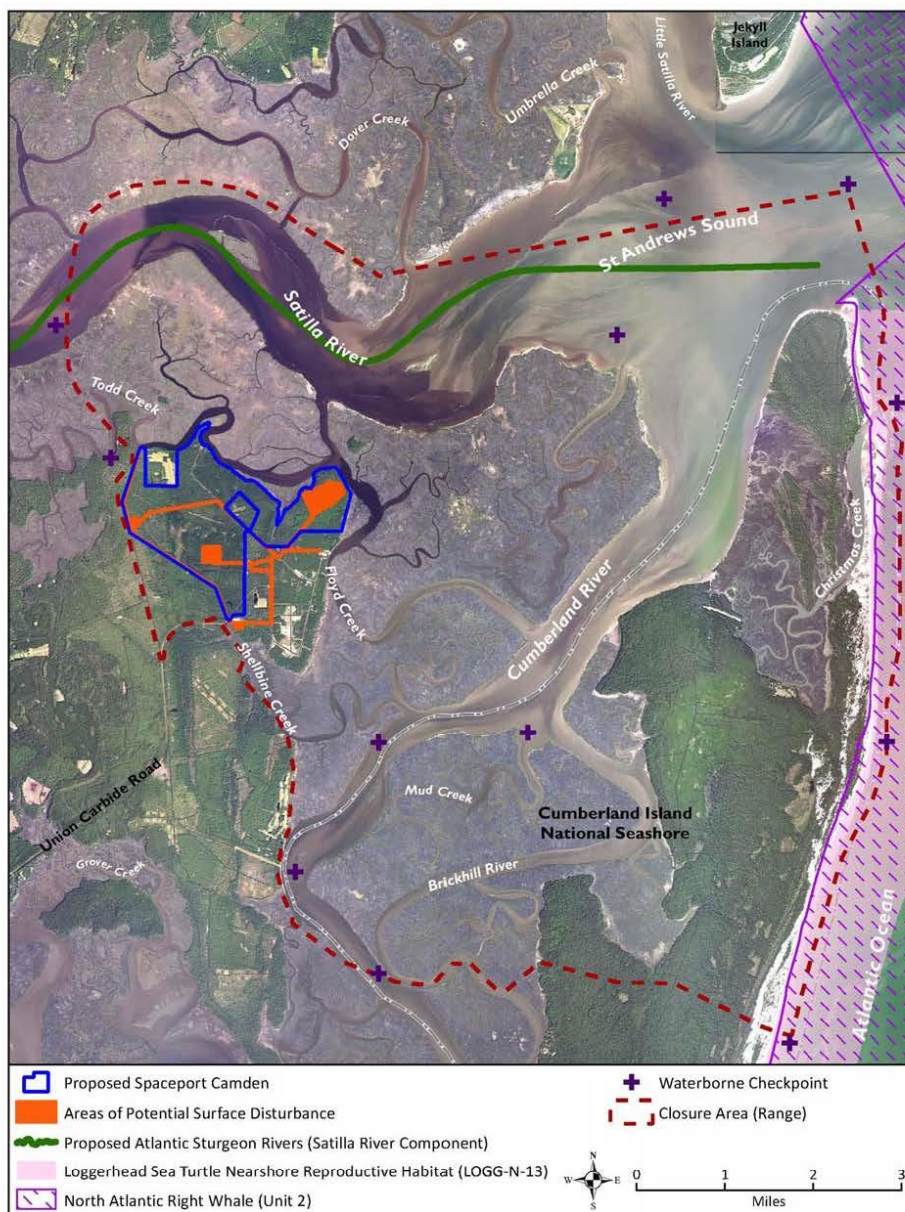 Jekyll
Island
Little Satilla River
Umbrella Creek
Dover Creek
St Andrews Sound
Satilla River
Todd Creek
Christmas Creek
Floyd Creek
Cumberland River
Shellbine Creek
Mud Creek
Cumberland Island
National Seashore
Union Carbide Road
Brickhill River
Grover Creek
Atlantic Ocean
Proposed Spaceport Camden
Areas of Potential Surface Disturbance
Proposed Atlantic Sturgeon Rivers (Satilla River Component)
Loggerhead Sea Turtle Nearshore Reproductive Habitat (LOGG-N-13)
North Atlantic Right Whale (Unit 2)
Waterborne Checkpoint
Closure Area (Range)
N
W E
S
0 1 2 3
Miles